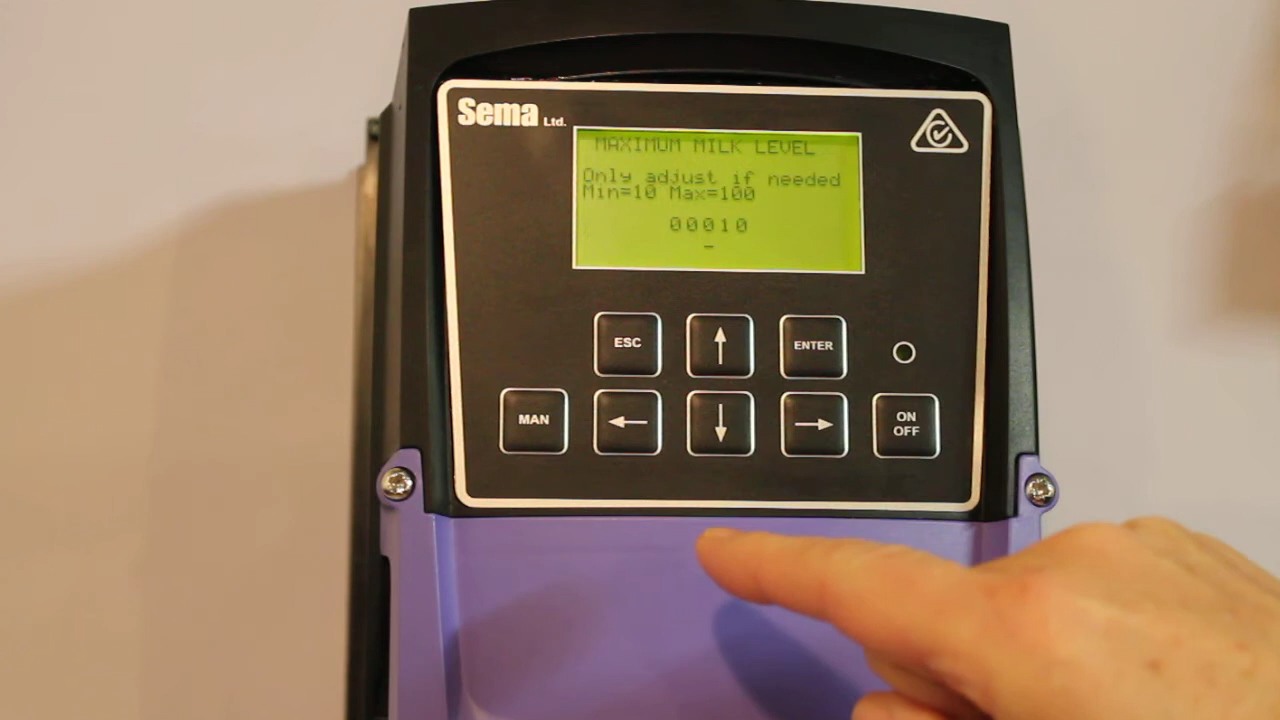 Sema Ltd.
MAXIMUM MILK LEVEL
Only adjust if needed
Min=10 Max=100
00010
ESC
ENTER
MAN
ON
OFF